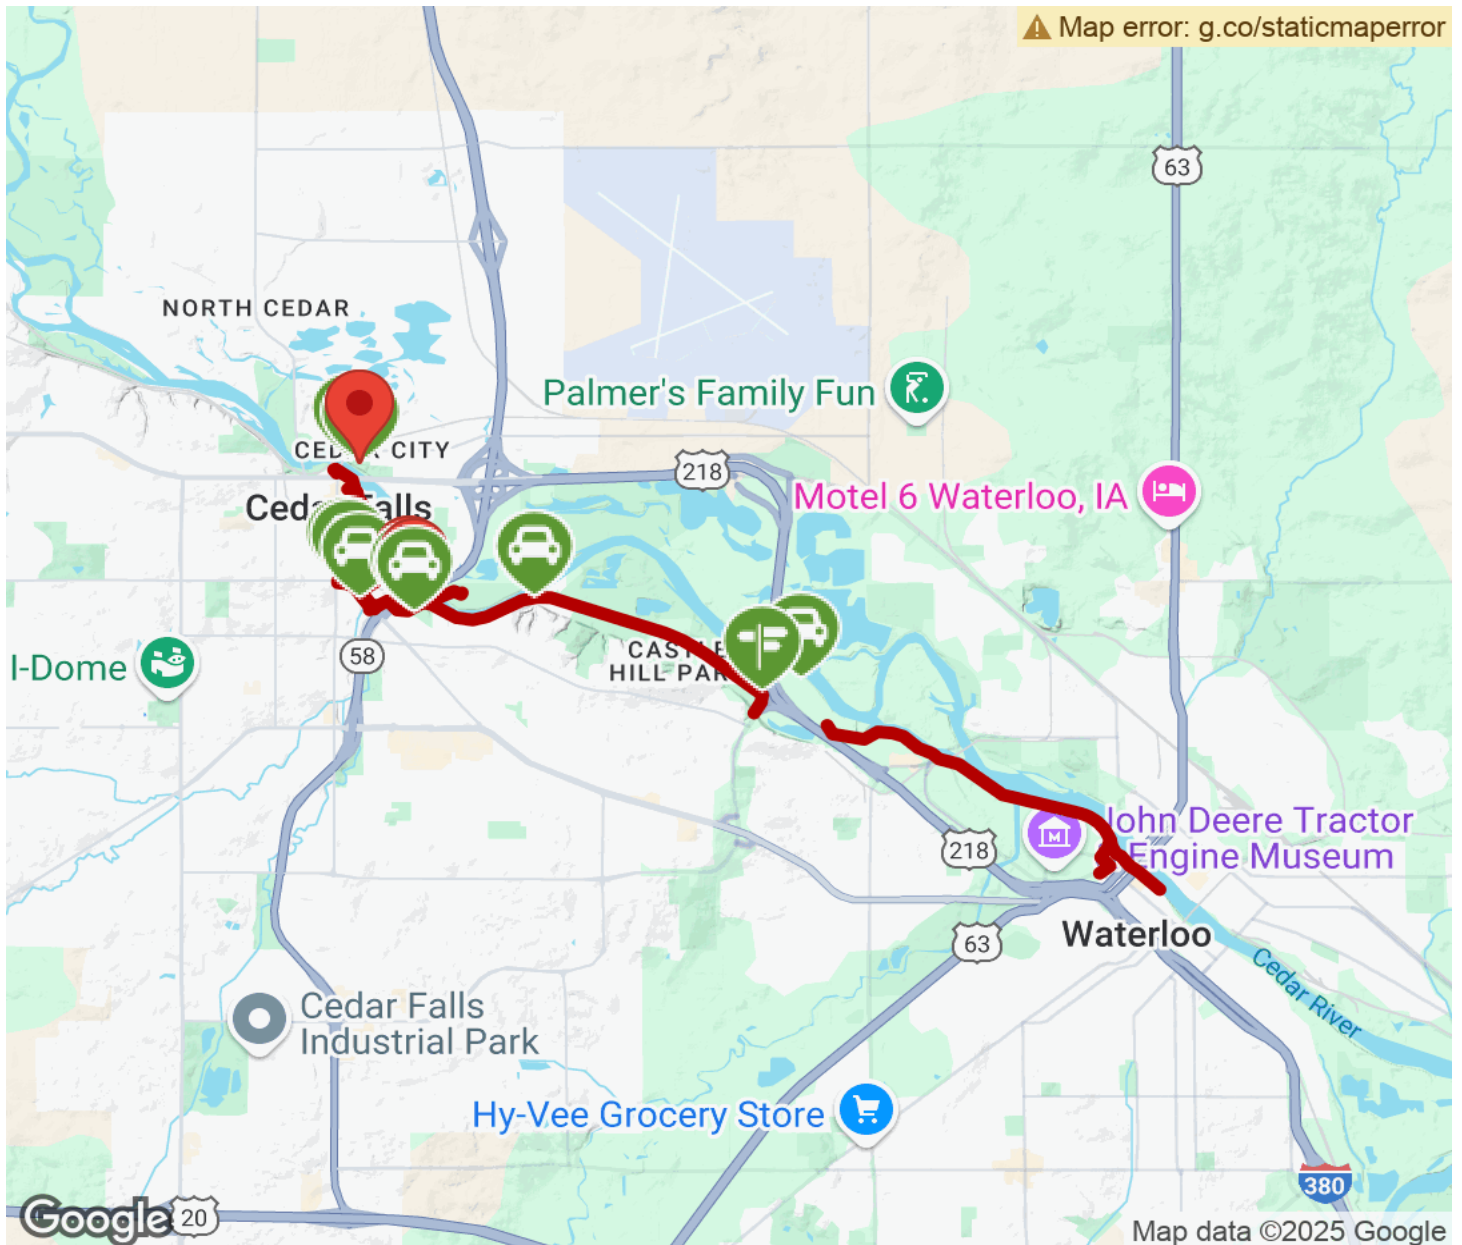 Map error: g.co/staticmaperror
63
NORTH CEDAR
Palmer's Family Fun
CITY
218
Motel 6 Waterloo, IA
CASTLE
HILL PAR
58
I-Dome
John Deere Tractor
Engine Museum
218
Waterloo
63
Cedar River
Cedar Falls
Industrial Park
Hy-Vee Grocery Store
380
Google
20
Map data ©2025 Google